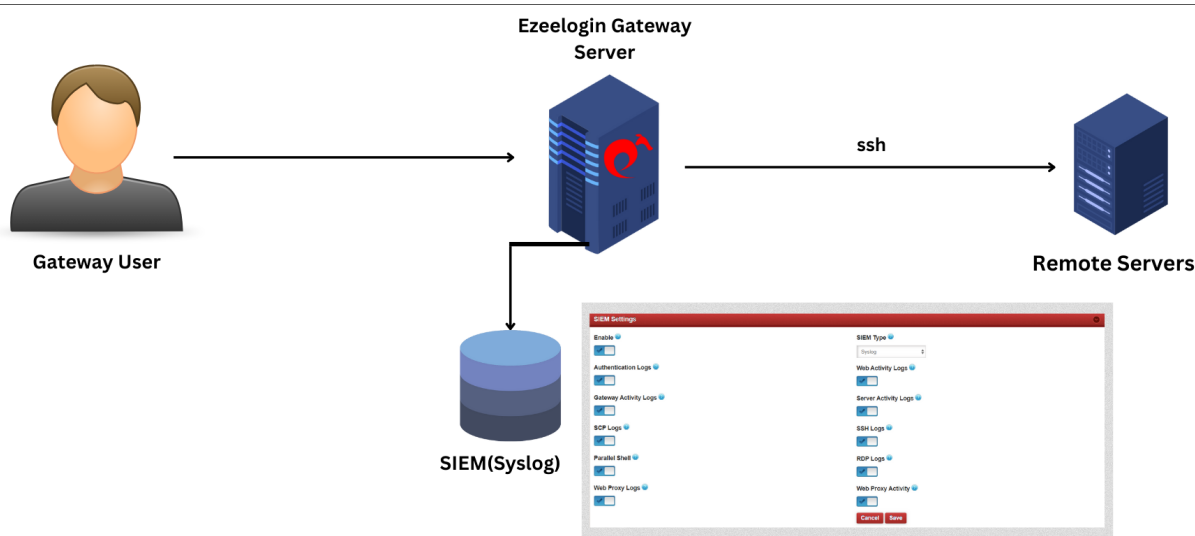 Ezeelogin Gateway
Server
ssh
Gateway User
Remote Servers
SIEM(Syslog)
SIEM Settings
Enable
SIEM Type
Syslog
Authentication Logs
Web Activity Logs
Gateway Activity Logs
Server Activity Logs
SCP Logs
SSH Logs
Parallel Shell
RDP Logs
Web Proxy Logs
Web Proxy Activity
Cancel Save